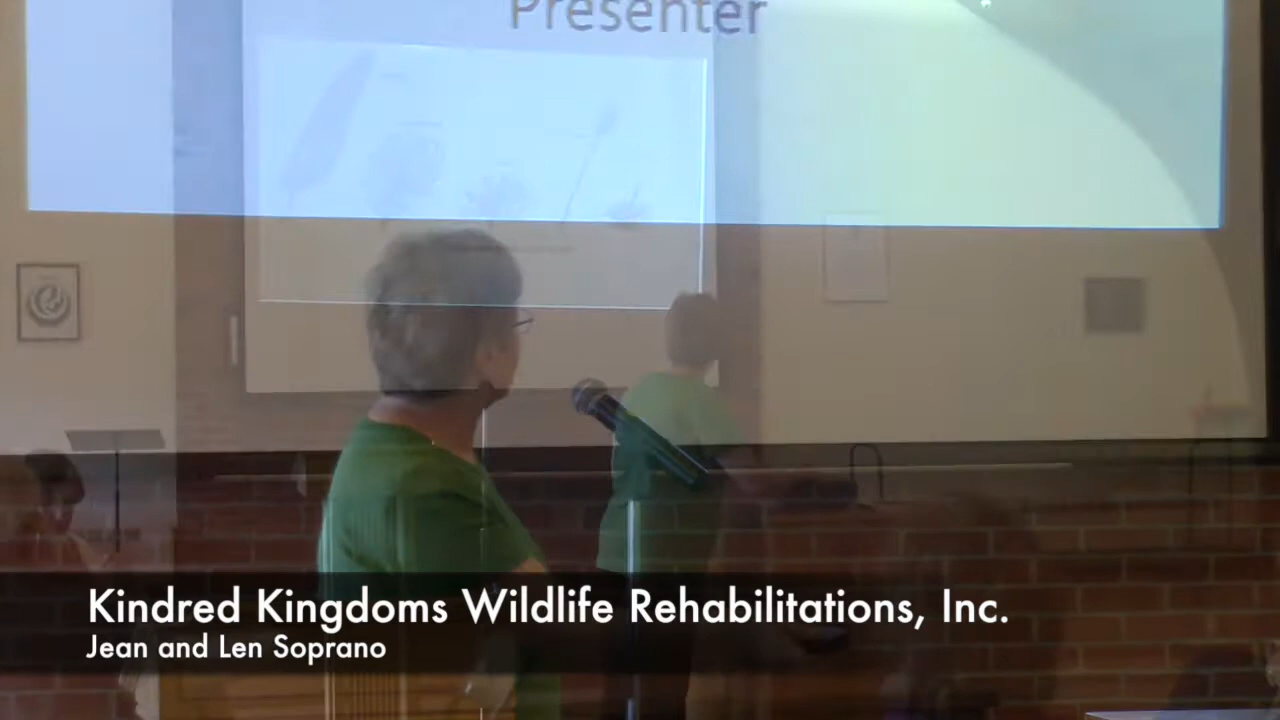 Presenter
Kindred Kingdoms Wildlife Rehabilitations, Inc.
Jean and Len Soprano